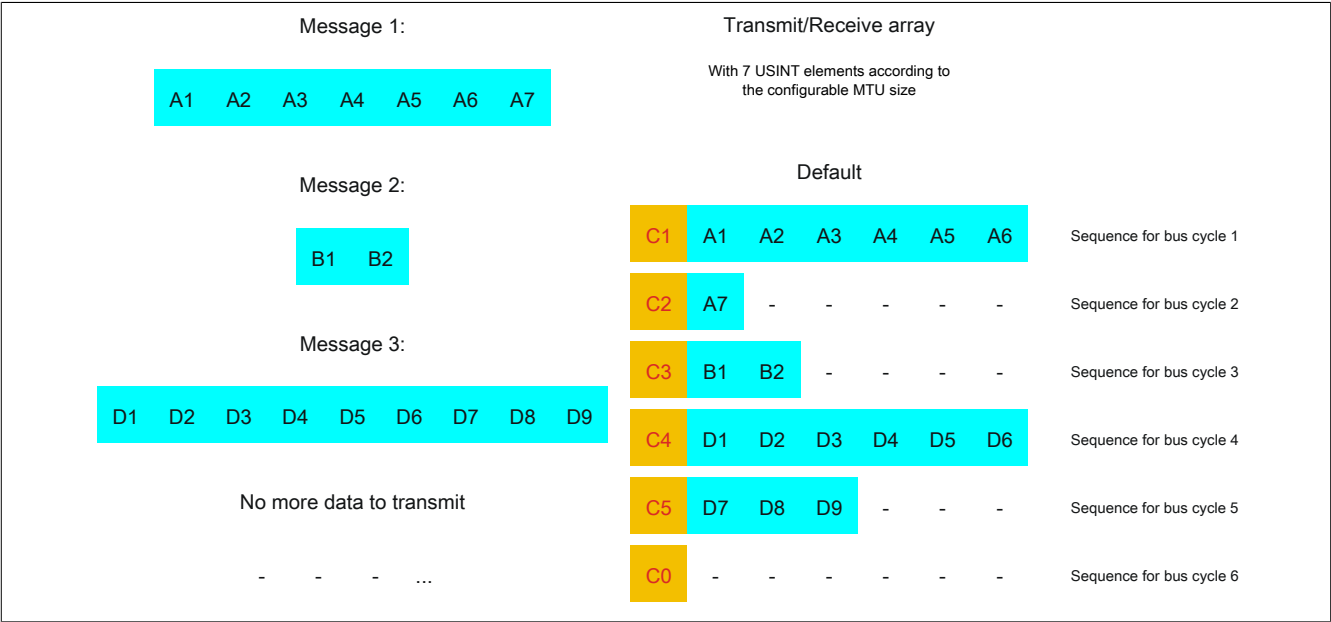 Message 1:
A1 A2 A3 A4 A5 A6 A7
Message 2:
B1 B2
Message 3:
D1 D2 D3 D4 D5 D6 D7 D8 D9
No more data to transmit
- - - ...
Transmit/Receive array
With 7 USINT elements according to
the configurable MTU size
Default
C1 A1 A2 A3 A4 A5 A6 Sequence for bus cycle 1
C2 A7 - - - - - Sequence for bus cycle 2
C3 B1 B2 - - - - Sequence for bus cycle 3
C4 D1 D2 D3 D4 D5 D6 Sequence for bus cycle 4
C5 D7 D8 D9 - - - Sequence for bus cycle 5
C0 - - - - - - Sequence for bus cycle 6